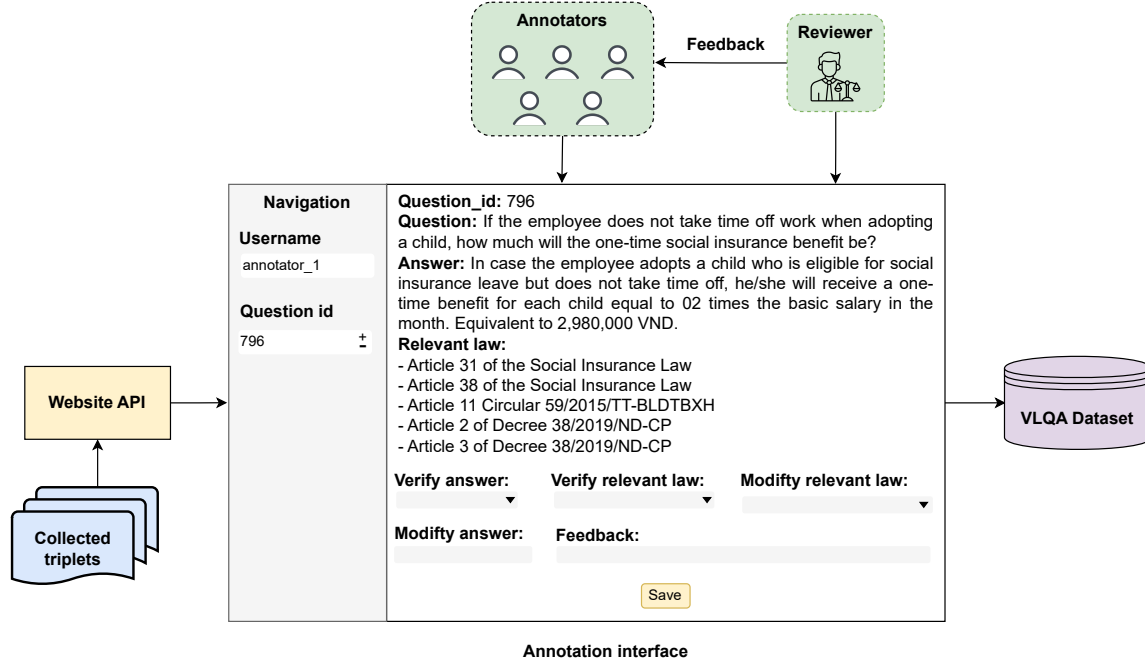 Annotators
Feedback
Reviewer
Navigation
Username
annotator_1
Question id
796
+
-
Question_id: 796
Question: If the employee does not take time off work when adopting
a child, how much will the one-time social insurance benefit be?
Answer: In case the employee adopts a child who is eligible for social
insurance leave but does not take time off, he/she will receive a one-
time benefit for each child equal to 02 times the basic salary in the
month. Equivalent to 2,980,000 VND.
Relevant law:
- Article 31 of the Social Insurance Law
- Article 38 of the Social Insurance Law
- Article 11 Circular 59/2015/TT-BLDTBXH
- Article 2 of Decree 38/2019/ND-CP
- Article 3 of Decree 38/2019/ND-CP
Verify answer:
Verify relevant law:
Modifty relevant law:
Modifty answer:
Feedback:
Save
Website API
Collected
triplets
VLQA Dataset
Annotation interface